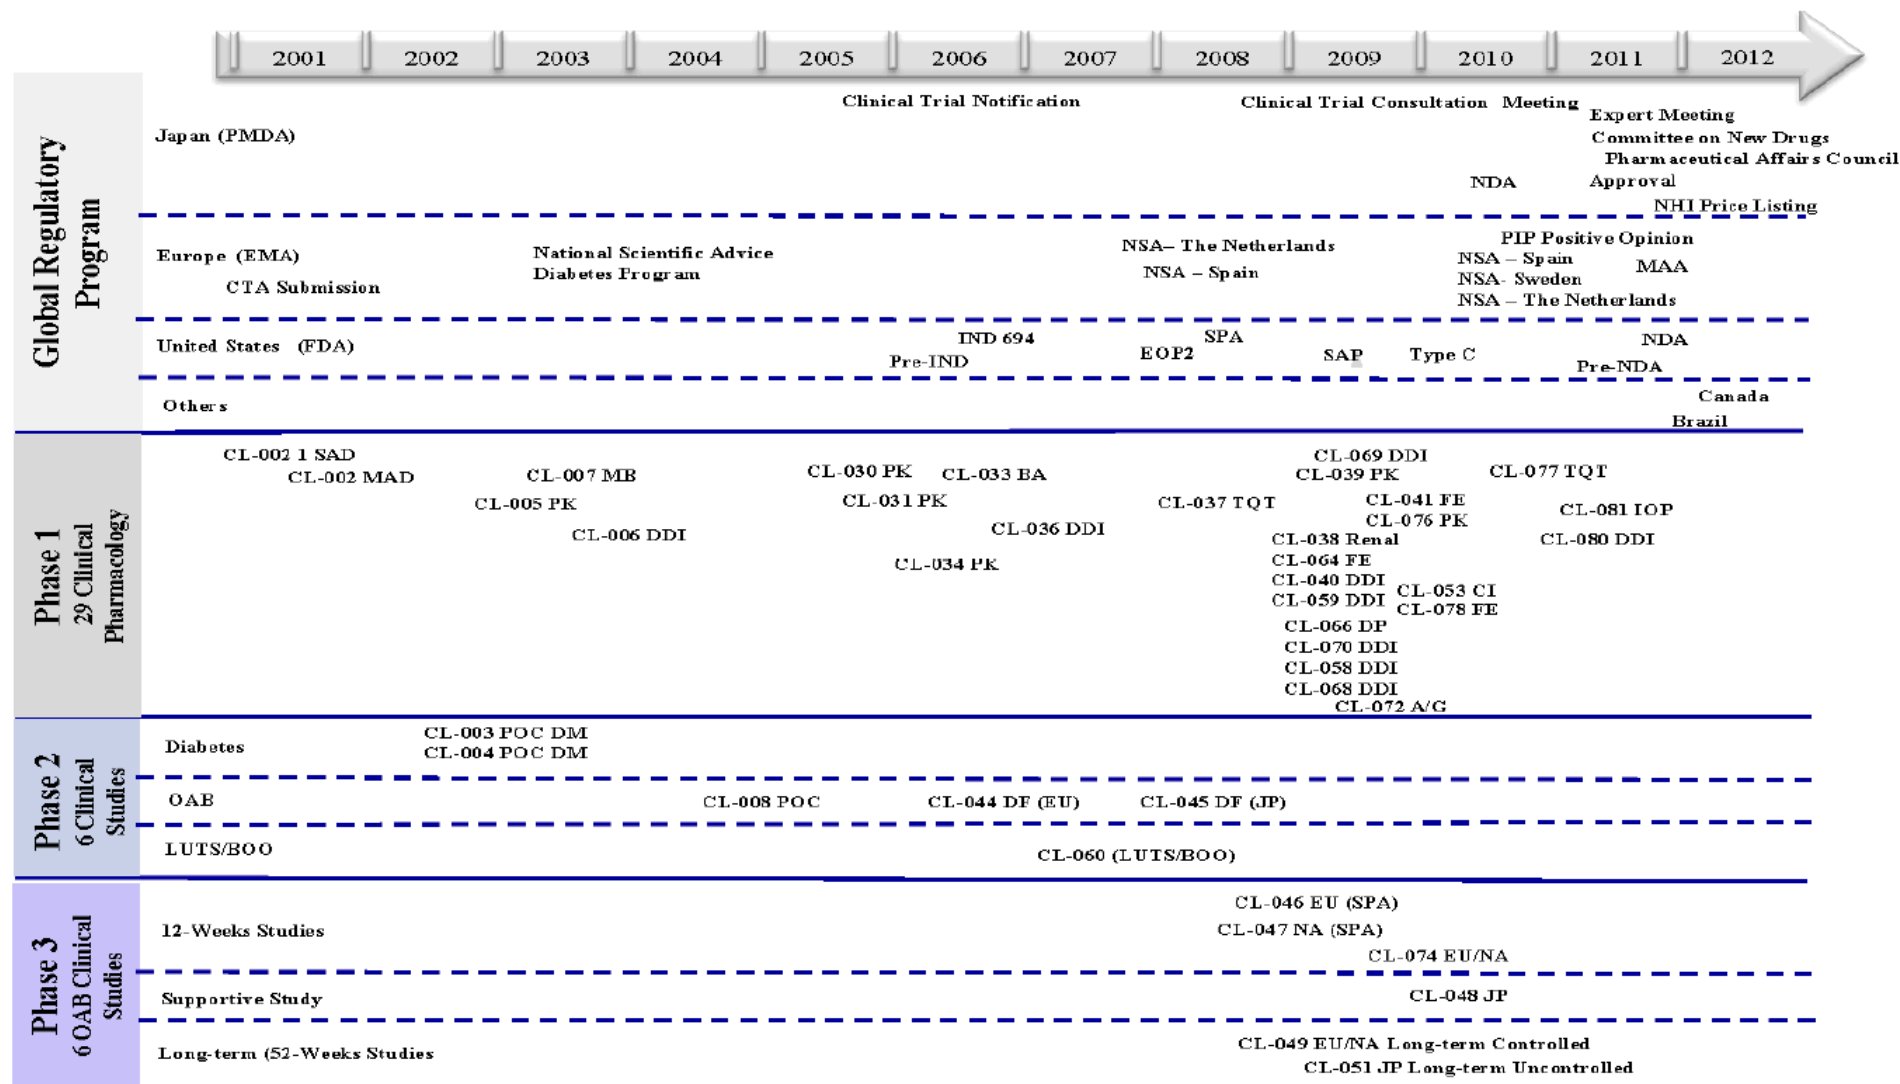 2001 2002 2003 2004 2005 2006 2007 2008 2009 2010 2011 2012
Global Regulatory
Program
Japan (PMDA)
Clinical Trial Notification
Clinical Trial Consultation Meeting
Expert Meeting
Committee on New Drugs
Pharmaceutical Affairs Council
NDA
Approval
NHI Price Listing
Europe (EMA)
CTA Submission
National Scientific Advice
Diabetes Program
NSA– The Netherlands
NSA – Spain
PIP Positive Opinion
NSA – Spain
MAA
NSA- Sweden
NSA – The Netherlands
United States (FDA)
IND 694
Pre-IND
SPA
EOP2
SAP
Type C
NDA
Pre-NDA
Others
Canada
Brazil
Phase 1
29 Clinical
Pharmacology
CL-002 1 SAD
CL-002 MAD
CL-007 MB
CL-005 PK
CL-006 DDI
CL-030 PK
CL-033 BA
CL-031 PK
CL-036 DDI
CL-034 PK
CL-037 TQT
CL-069 DDI
CL-039 PK
CL-041 FE
CL-076 PK
CL-038 Renal
CL-064 FE
CL-040 DDI
CL-059 DDI
CL-053 CI
CL-078 FE
CL-066 DP
CL-070 DDI
CL-058 DDI
CL-068 DDI
CL-072 A/G
CL-077 TQT
CL-081 IOP
CL-080 DDI
Phase 2
6 Clinical
Studies
Diabetes
CL-003 POC DM
CL-004 POC DM
OAB
CL-008 POC
CL-044 DF (EU)
CL-045 DF (JP)
LUTS/BOO
CL-060 (LUTS/BOO)
Phase 3
6 OAB Clinical
Studies
12-Weeks Studies
CL-046 EU (SPA)
CL-047 NA (SPA)
CL-074 EU/NA
Supportive Study
CL-048 JP
Long-term (52-Weeks Studies
CL-049 EU/NA Long-term Controlled
CL-051 JP Long-term Uncontrolled